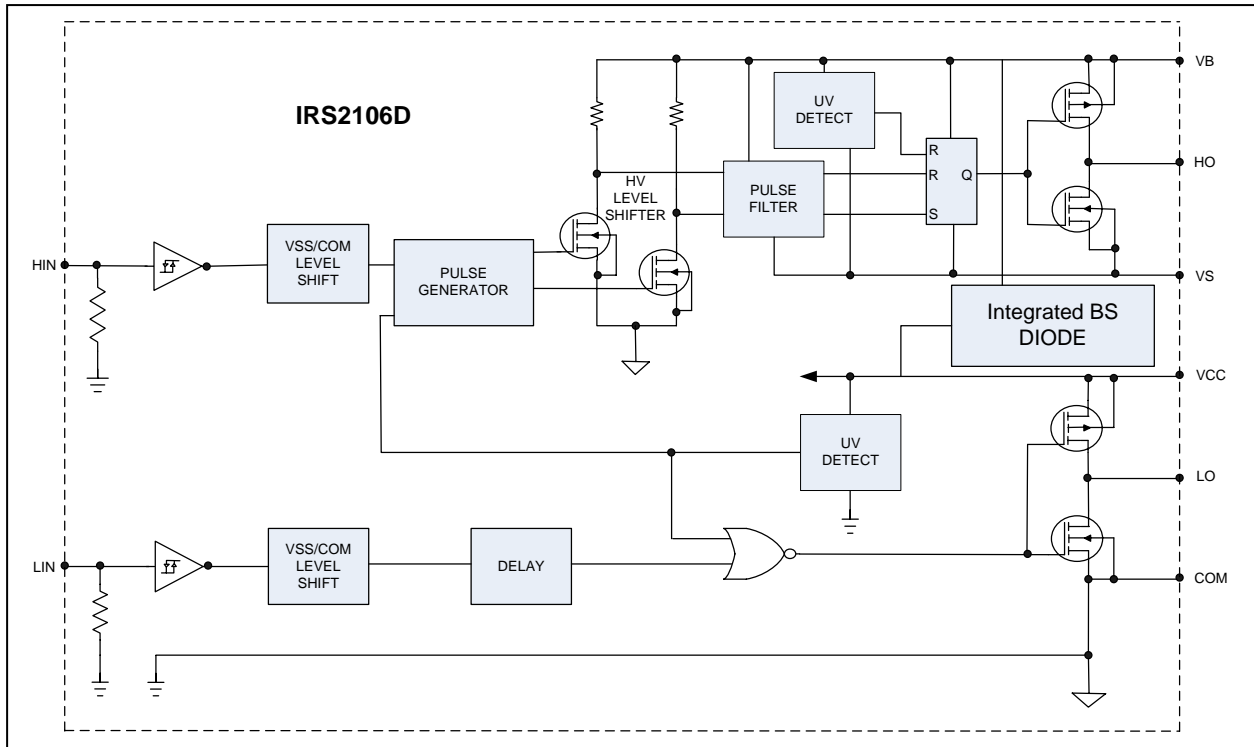 IRS2106D
VB
UV
DETECT
R
R
Q
S
HO
HV
LEVEL
SHIFTER
PULSE
FILTER
HIN
VSS/COM
LEVEL
SHIFT
PULSE
GENERATOR
VS
Integrated BS
DIODE
VCC
UV
DETECT
LO
LIN
VSS/COM
LEVEL
SHIFT
DELAY
COM